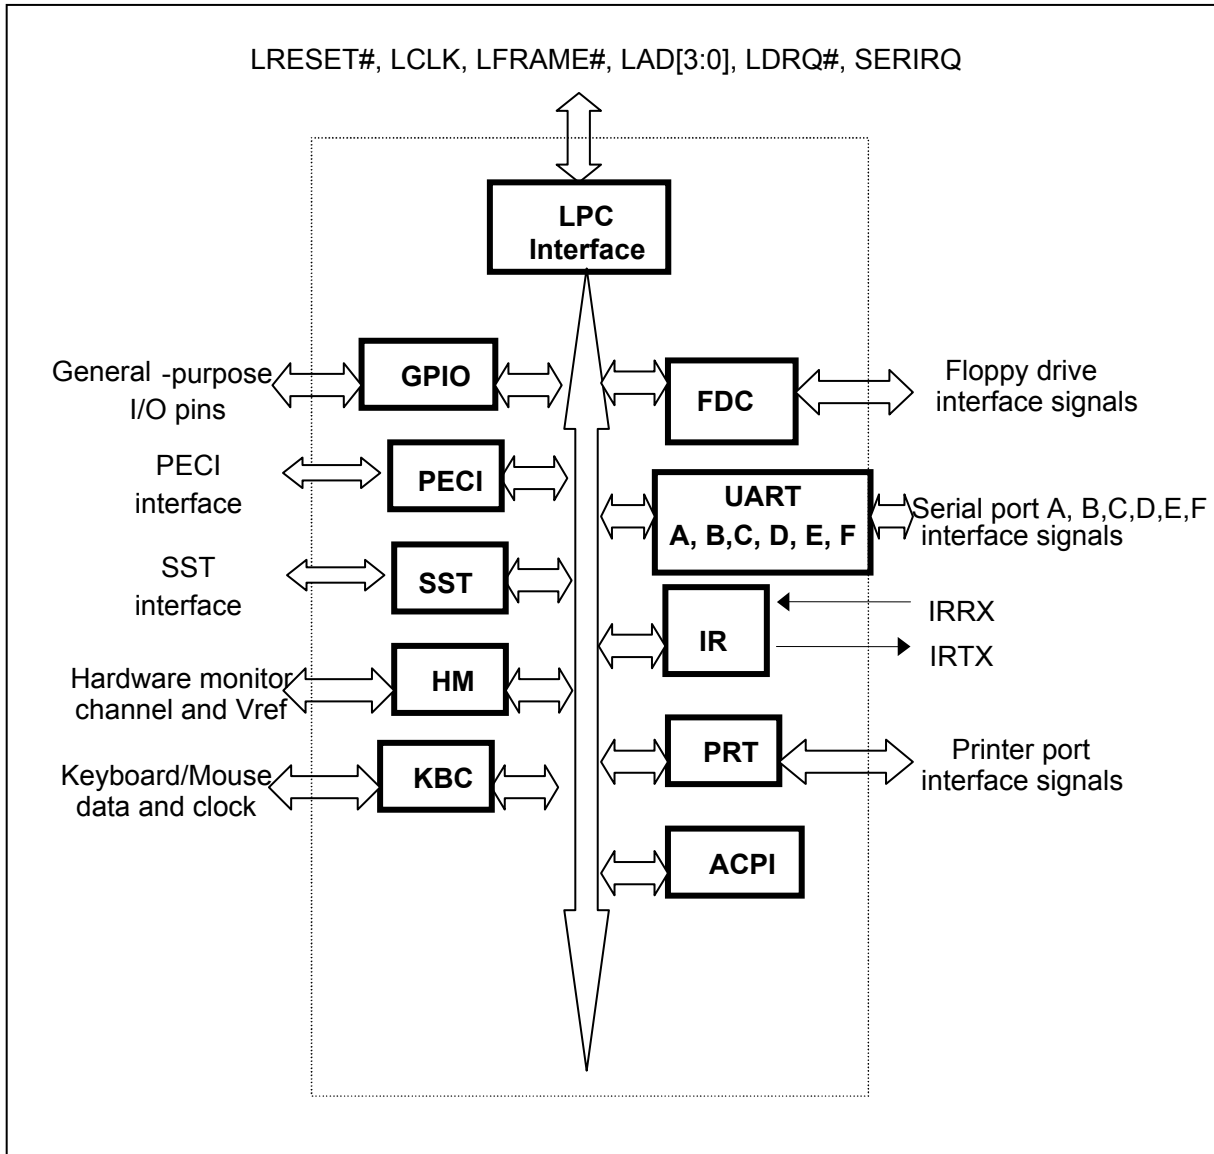 LRESET#, LCLK, LFRAME#, LAD[3:0], LDRQ#, SERIRQ
LPC
Interface
General -purpose
I/O pins
GPIO
FDC
Floppy drive
interface signals
PECI
interface
PECI
UART
A, B,C, D, E, F
Serial port A, B,C,D,E,F
interface signals
SST
interface
SST
IR
IRRX
IRTX
Hardware monitor
channel and Vref
HM
PRT
Printer port
interface signals
Keyboard/Mouse
data and clock
KBC
ACPI